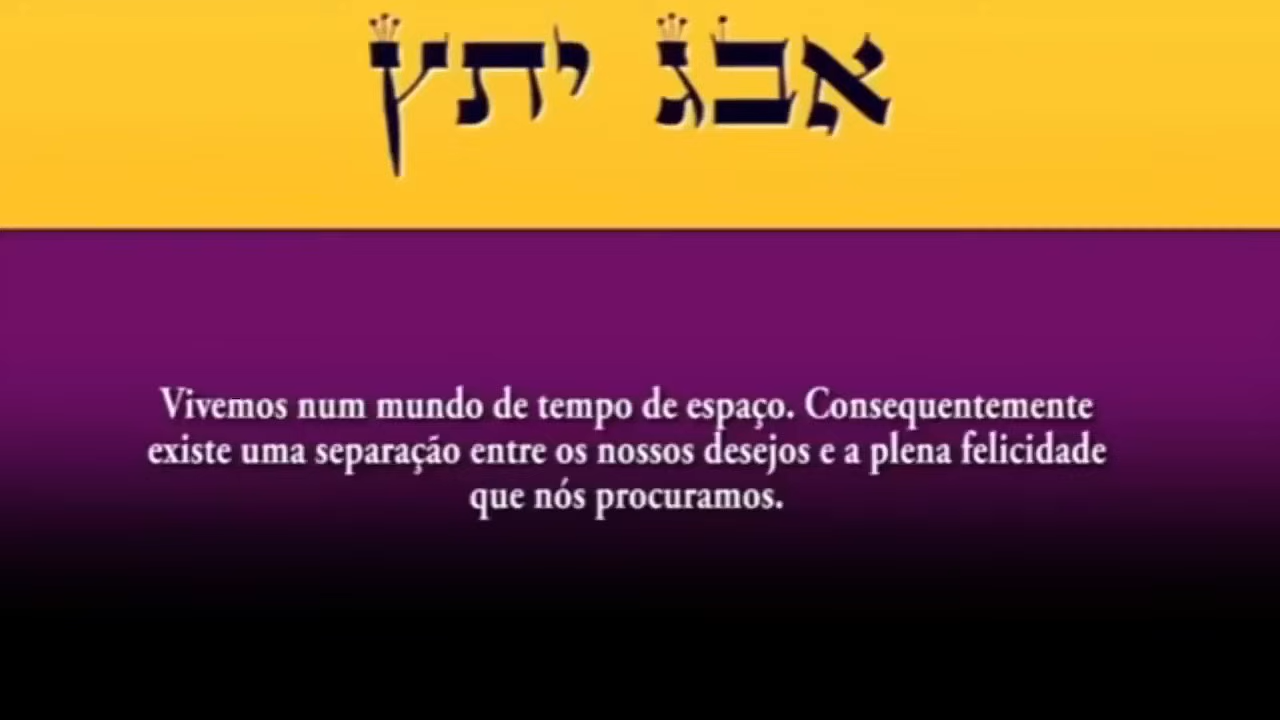 אבג יתץ
Vivemos num mundo de tempo de espaço. Consequentemente
existe uma separação entre os nossos desejos e a plena felicidade
que nós procuramos.